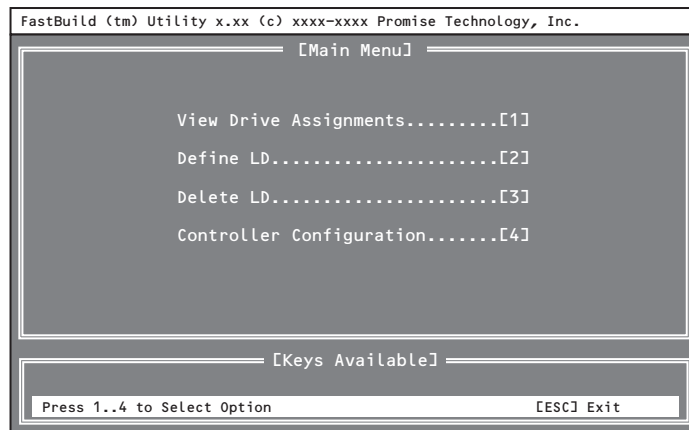 FastBuild (tm) Utility x.xx (c) xxxx-xxxx Promise Technology, Inc.
[Main Menu]
View Drive Assignments.........[1]
Define LD......................[2]
Delete LD......................[3]
Controller Configuration.......[4]
[Keys Available]
Press 1..4 to Select Option [ESC] Exit